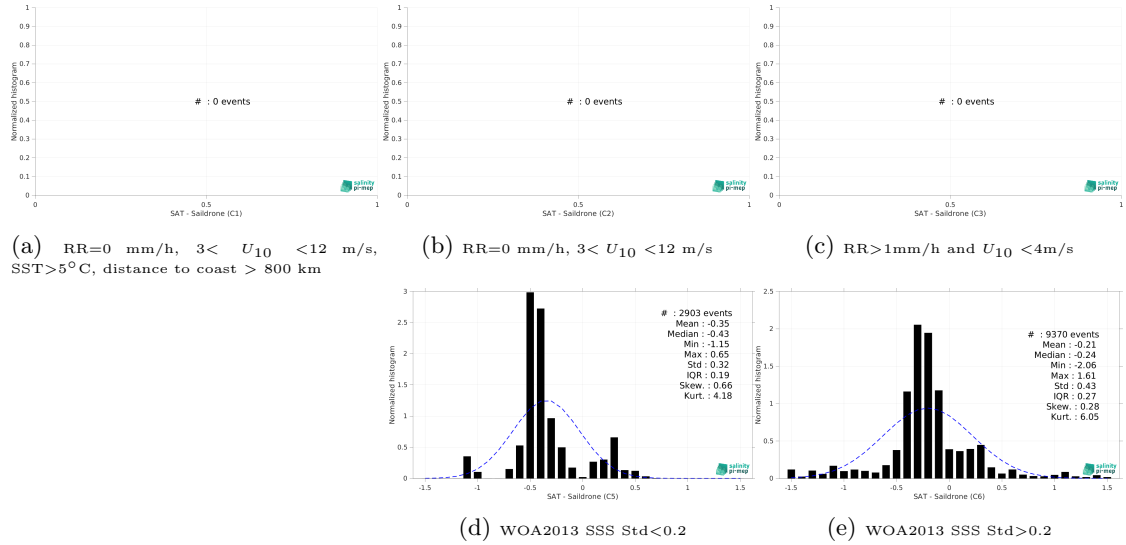 1
0.9
0.8
0.7
0.6
0.5
0.4
0.3
0.2
0.1
0
Normalized histogram
# : 0 events
salinity
pi-mep
0 0.5 1
SAT - Saildrone (C1)
(a) RR=0 mm/h, 3< U10 <12 m/s,
SST>5°C, distance to coast > 800 km
1
0.9
0.8
0.7
0.6
0.5
0.4
0.3
0.2
0.1
0
Normalized histogram
# : 0 events
salinity
pi-mep
0 0.5 1
SAT - Saildrone (C2)
(b) RR=0 mm/h, 3< U10 <12 m/s
1
0.9
0.8
0.7
0.6
0.5
0.4
0.3
0.2
0.1
0
Normalized histogram
# : 0 events
salinity
pi-mep
0 0.5 1
SAT - Saildrone (C3)
(c) RR>1mm/h and U10 <4m/s
3
2.5
2
1.5
1
0.5
0
Normalized histogram
# : 2903 events
Mean : -0.35
Median : -0.43
Min : -1.15
Max : 0.65
Std : 0.32
IQR : 0.19
Skew. : 0.66
Kurt. : 4.18
salinity
pi-mep
-1.5 -1 -0.5 0 0.5 1 1.5
SAT - Saildrone (C5)
(d) WOA2013 SSS Std<0.2
2.5
2
1.5
1
0.5
0
Normalized histogram
# : 9370 events
Mean : -0.21
Median : -0.24
Min : -2.06
Max : 1.61
Std : 0.43
IQR : 0.27
Skew. : 0.28
Kurt. : 6.05
salinity
pi-mep
-1.5 -1 -0.5 0 0.5 1 1.5
SAT - Saildrone (C6)
(e) WOA2013 SSS Std>0.2